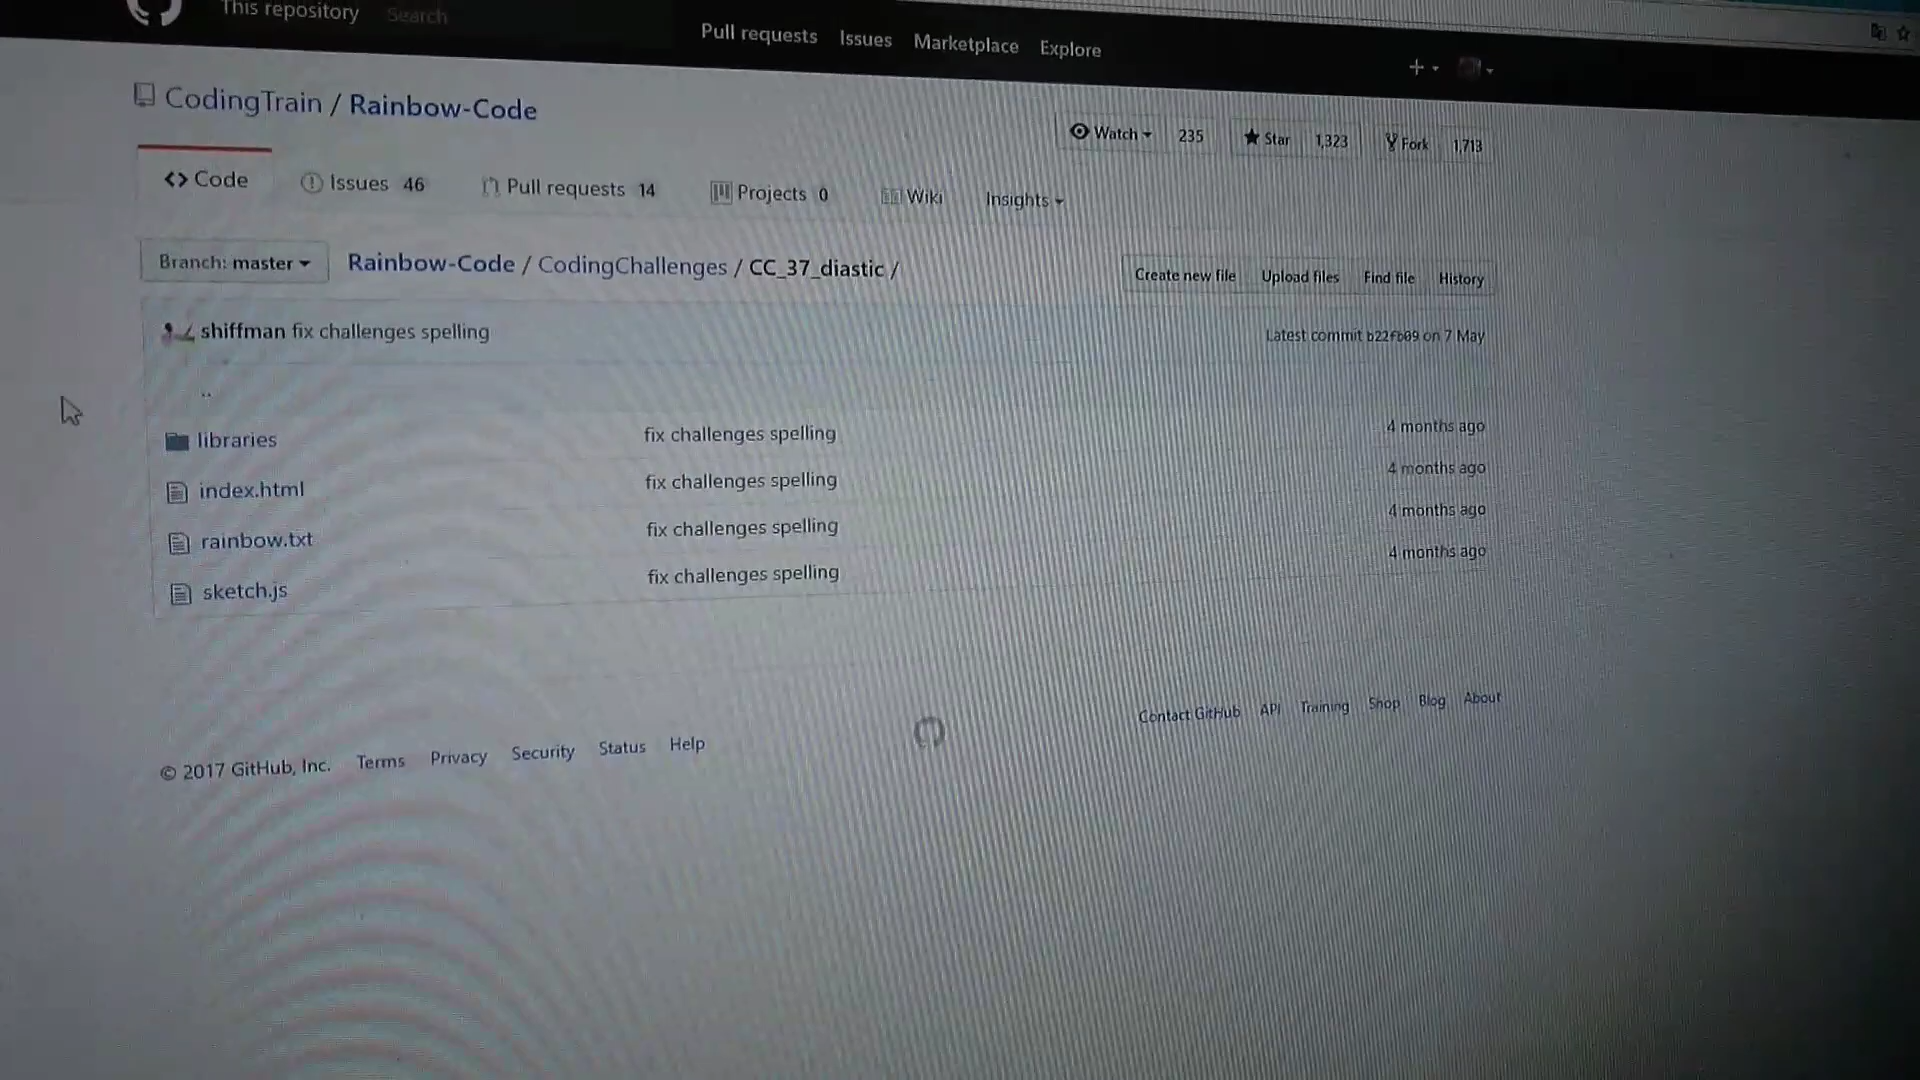 This repository Search Pull requests Issues Marketplace Explore
CodingTrain / Rainbow-Code
Watch 235 Star 1,323 Fork 1,713
Code Issues 46 Pull requests 14 Projects 0 Wiki Insights
Branch: master Rainbow-Code / CodingChallenges / CC_37_diastic / Create new file Upload files Find file History
shiffman fix challenges spelling Latest commit b22fb09 on 7 May
..
libraries fix challenges spelling 4 months ago
index.html fix challenges spelling 4 months ago
rainbow.txt fix challenges spelling 4 months ago
sketch.js fix challenges spelling 4 months ago
© 2017 GitHub, Inc. Terms Privacy Security Status Help Contact GitHub API Training Shop Blog About